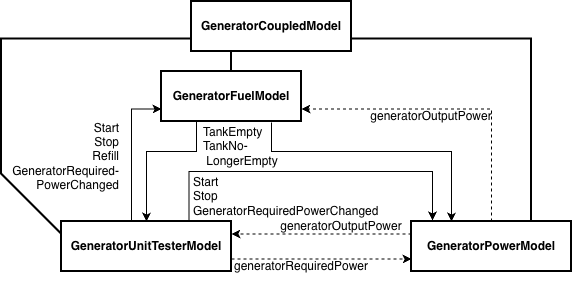 GeneratorCoupledModel
GeneratorFuelModel
generatorOutputPower
Start
Stop
Refill
GeneratorRequired-
PowerChanged
TankEmpty
TankNo-
LongerEmpty
Start
Stop
GeneratorRequiredPowerChanged
generatorOutputPower
GeneratorUnitTesterModel
GeneratorPowerModel
generatorRequiredPower